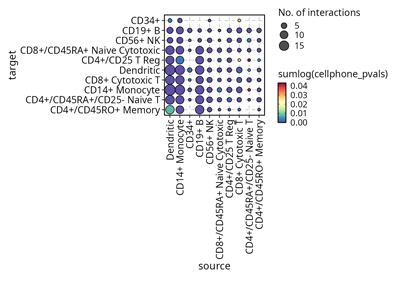 CD34+
CD19+ B
CD56+ NK
CD8+/CD45RA+ Naive Cytotoxic
CD4+/CD25 T Reg
Dendritic
CD8+ Cytotoxic T
CD14+ Monocyte
CD4+/CD45RA+/CD25- Naive T
CD4+/CD45RO+ Memory
target
Dendritic
CD14+ Monocyte
CD34+
CD19+ B
CD56+ NK
CD8+/CD45RA+ Naive Cytotoxic
CD4+/CD25 T Reg
CD8+ Cytotoxic T
CD4+/CD45RA+/CD25- Naive T
CD4+/CD45RO+ Memory
source
No. of interactions
5
10
15
sumlog(cellphone_pvals)
0.04
0.03
0.02
0.01
0.00